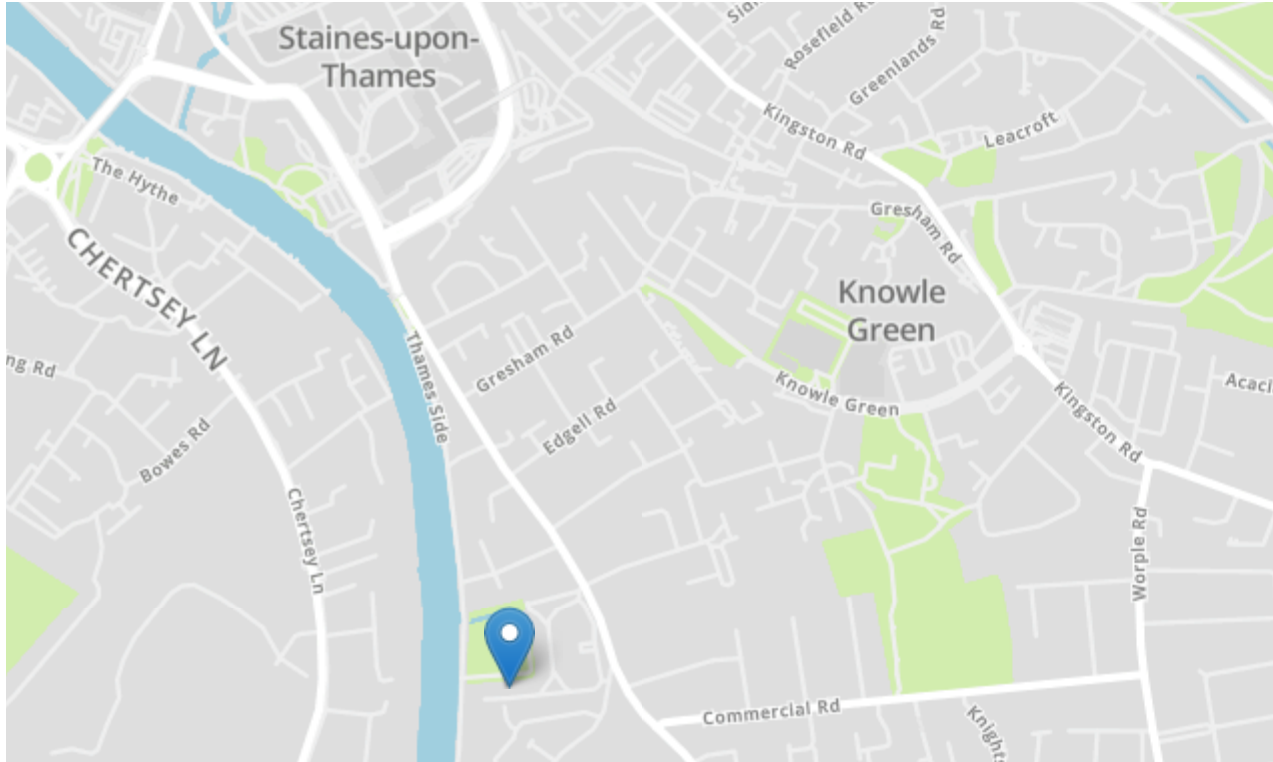 Staines-upon-
Thames
Rosefield Rd
Greenlands Rd
Kingston Rd
Leacroft
The Hythe
Gresham Rd
CHERTSEY LN
Knowle
Green
Thames Side
Gresham Rd
ng Rd
Knowle Green
Acaci
Edgell Rd
Kingston Rd
Bowes Rd
Chertsey Ln
Worple Rd
Commercial Rd
Knights